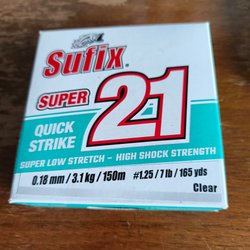 Sufix®
SUPER 21
QUICK
STRIKE
SUPER LOW STRETCH – HIGH SHOCK STRENGTH
0.18 mm / 3.1 kg / 150m #1.25 / 7 lb / 165 yds
Clear